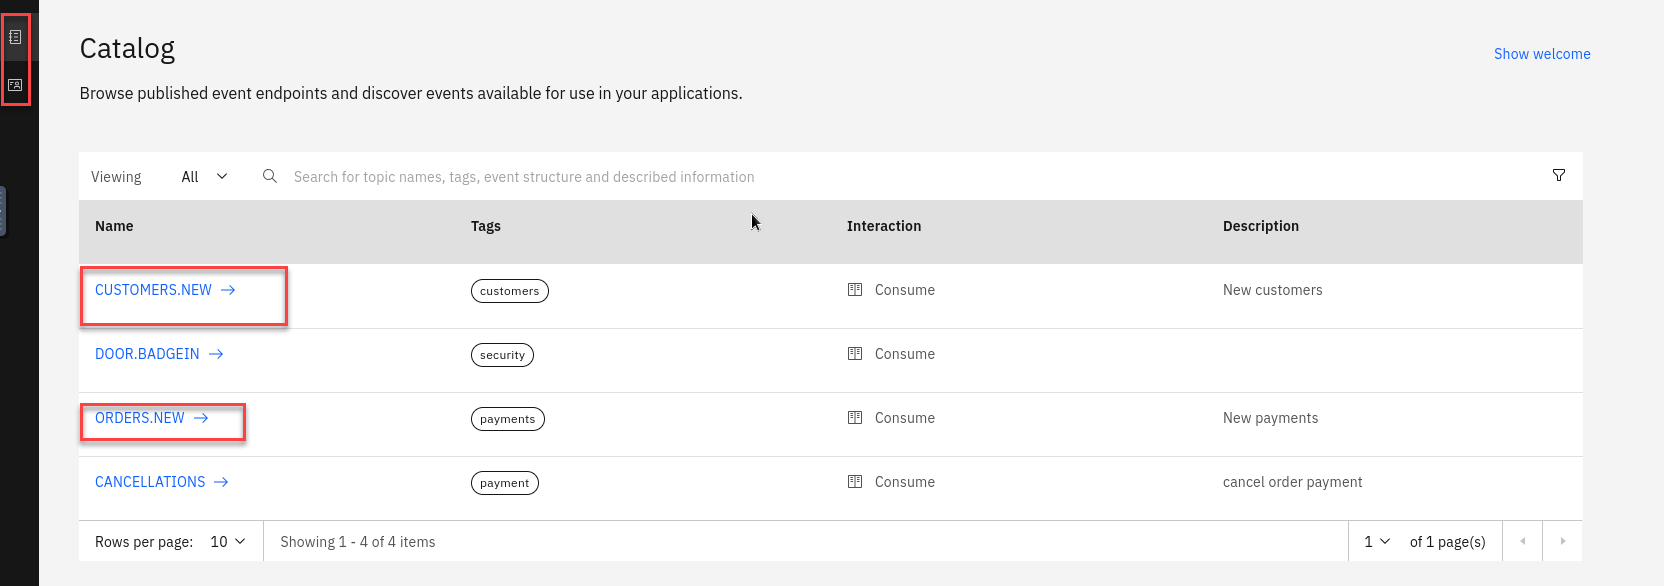 Catalog
Show welcome
Browse published event endpoints and discover events available for use in your applications.
Viewing All Search for topic names, tags, event structure and described information
Name Tags Interaction Description
CUSTOMERS.NEW customers Consume New customers
DOOR.BADGEIN security Consume
ORDERS.NEW payments Consume New payments
CANCELLATIONS payment Consume cancel order payment
Rows per page: 10 Showing 1 - 4 of 4 items 1 of 1 page(s)